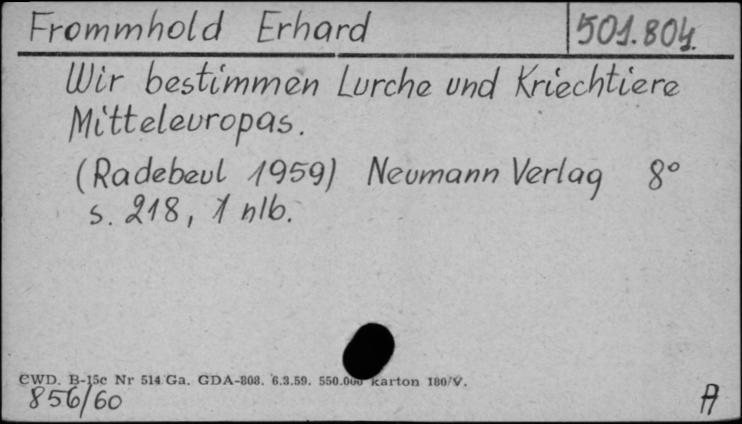 Frommhold Erhard 501.804.
Wir bestimmen Lurche und Kriechtiere
Mitteleuropas.
(Radebeul 1959) Neumann Verlag 8°
s. 218, 1 nlb.
CWD. B-15c Nr 514 Ga. GDA-808. 6.3.59. 550.000 karton 180/V.
856/60 A